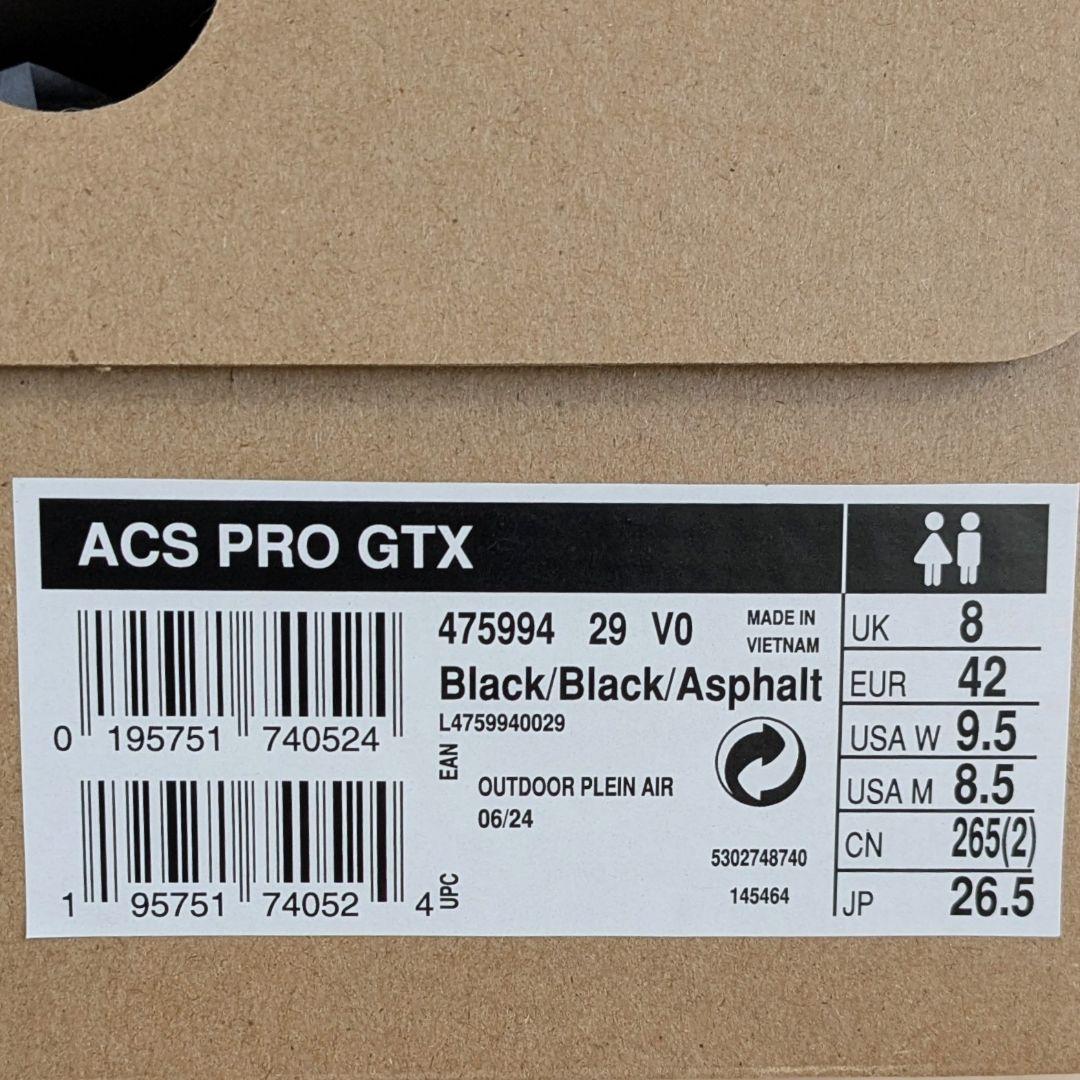 ACS PRO GTX
0 195751 740524
EAN
1 95751 74052 4
UPC
475994 29 V0
MADE IN
VIETNAM
Black/Black/Asphalt
L4759940029
OUTDOOR PLEIN AIR
06/24
5302748740
145464
UK 8
EUR 42
USA W 9.5
USA M 8.5
CN 265(2)
JP 26.5